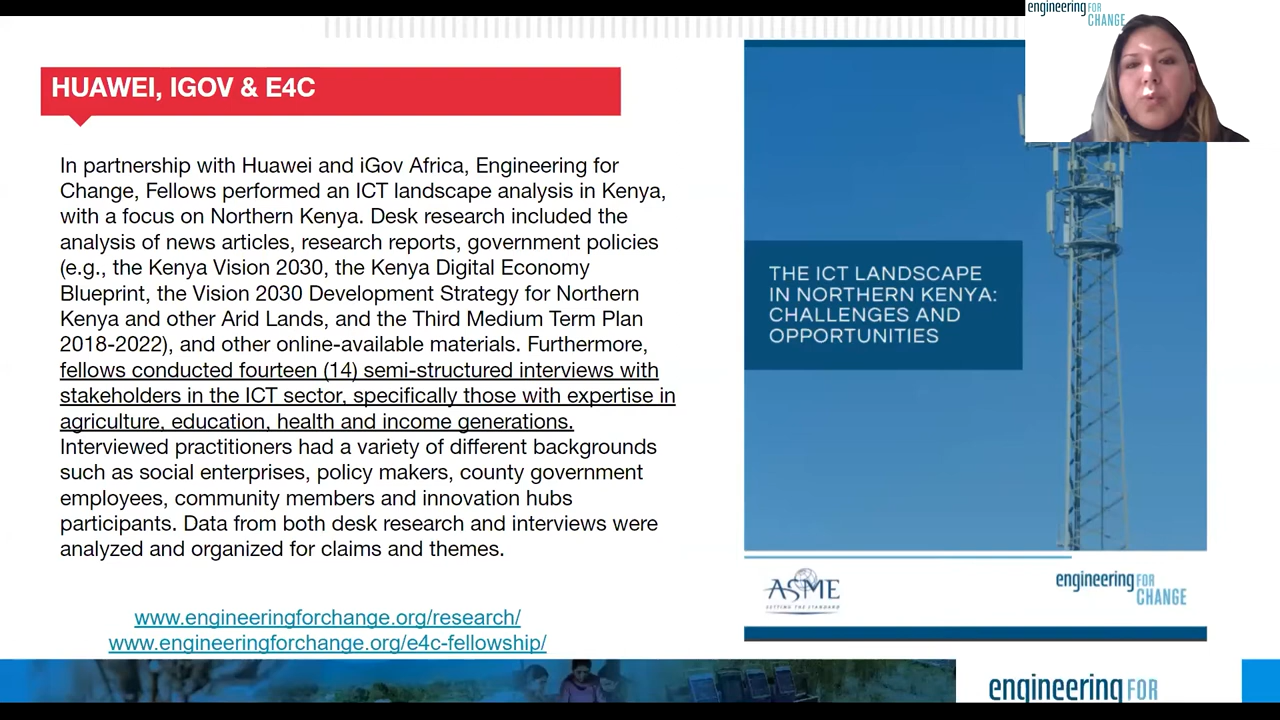 engineering FOR
CHANGE
HUAWEI, IGOV & E4C
In partnership with Huawei and iGov Africa, Engineering for
Change, Fellows performed an ICT landscape analysis in Kenya,
with a focus on Northern Kenya. Desk research included the
analysis of news articles, research reports, government policies
(e.g., the Kenya Vision 2030, the Kenya Digital Economy
Blueprint, the Vision 2030 Development Strategy for Northern
Kenya and other Arid Lands, and the Third Medium Term Plan
2018-2022), and other online-available materials. Furthermore,
fellows conducted fourteen (14) semi-structured interviews with
stakeholders in the ICT sector, specifically those with expertise in
agriculture, education, health and income generations.
Interviewed practitioners had a variety of different backgrounds
such as social enterprises, policy makers, county government
employees, community members and innovation hubs
participants. Data from both desk research and interviews were
analyzed and organized for claims and themes.
www.engineeringforchange.org/research/
www.engineeringforchange.org/e4c-fellowship/
THE ICT LANDSCAPE
IN NORTHERN KENYA:
CHALLENGES AND
OPPORTUNITIES
ASME
SETTING THE STANDARD
engineering FOR
CHANGE
engineering FOR